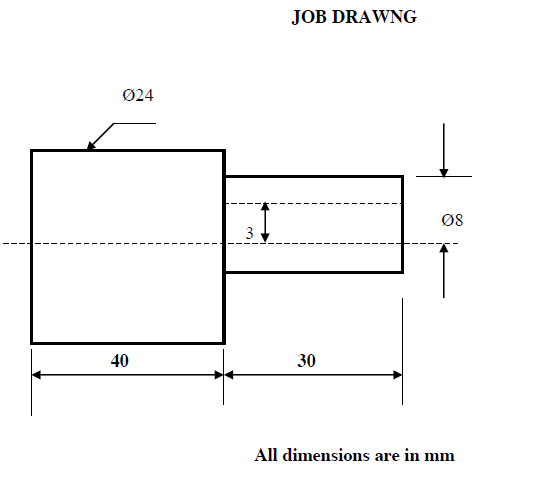 JOB DRAWNG
Ø24
Ø8
3
40
30
All dimensions are in mm